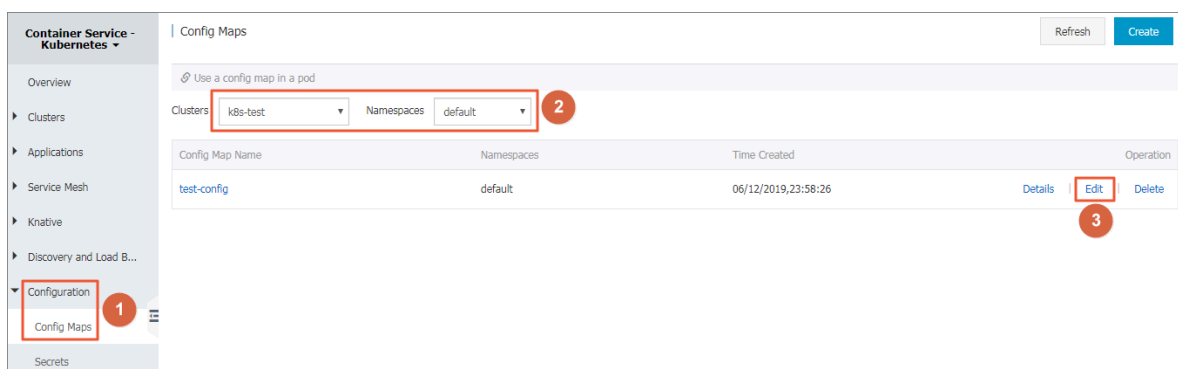 Container Service -
Kubernetes
Overview
Clusters
Applications
Service Mesh
Knative
Discovery and Load B...
Configuration
1
Config Maps
Secrets
Config Maps
Refresh
Create
Use a config map in a pod
Clusters k8s-test Namespaces default 2
Config Map Name Namespaces Time Created Operation
test-config default 06/12/2019,23:58:26 Details Edit Delete
3